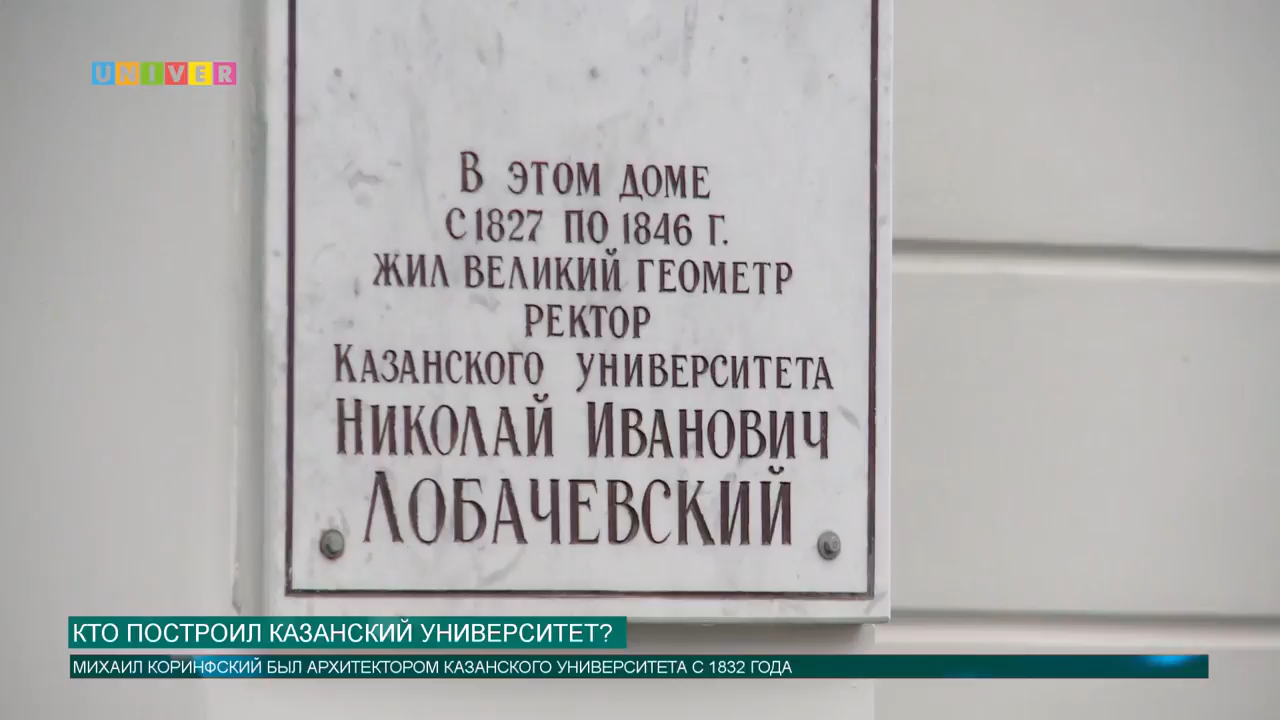 UNIVER
В ЭТОМ ДОМЕ
С 1827 ПО 1846 Г.
ЖИЛ ВЕЛИКИЙ ГЕОМЕТР
РЕКТОР
КАЗАНСКОГО УНИВЕРСИТЕТА
НИКОЛАЙ ИВАНОВИЧ
ЛОБАЧЕВСКИЙ
КТО ПОСТРОИЛ КАЗАНСКИЙ УНИВЕРСИТЕТ?
МИХАИЛ КОРИНФСКИЙ БЫЛ АРХИТЕКТОРОМ КАЗАНСКОГО УНИВЕРСИТЕТА С 1832 ГОДА